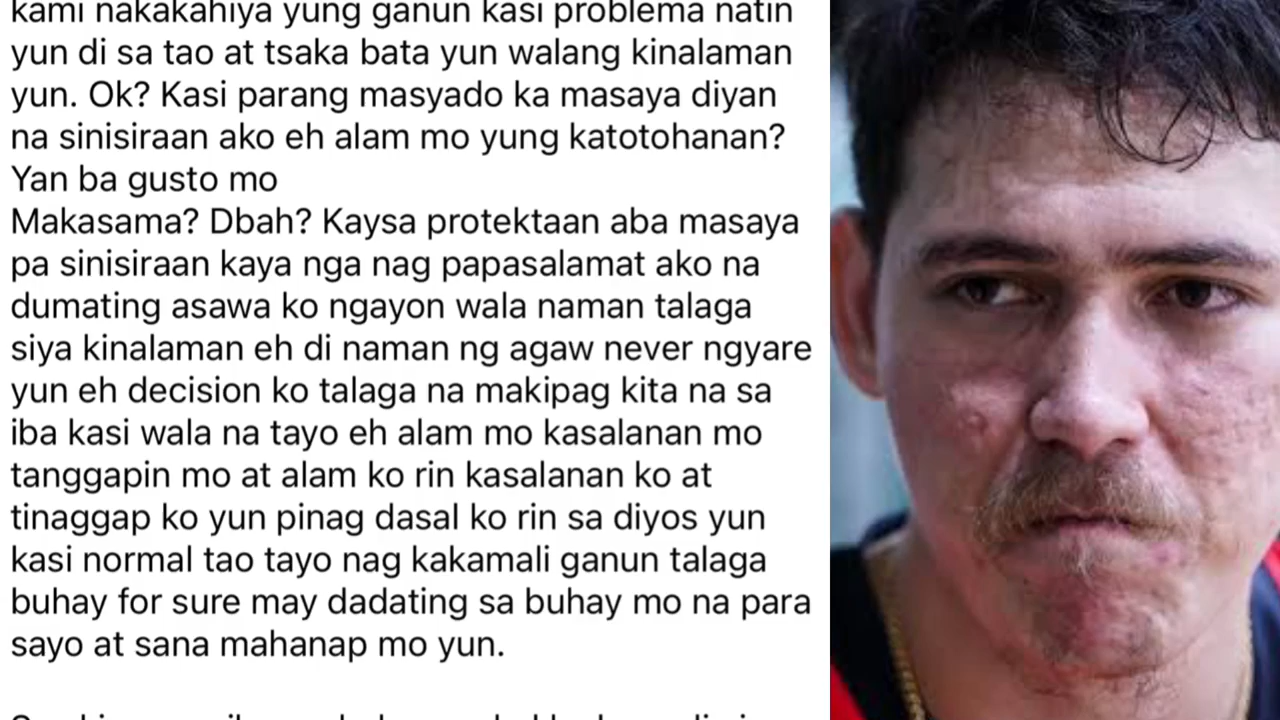 kami nakakahiya yung ganun kasi problema natin
yun di sa tao at tsaka bata yun walang kinalaman
yun. Ok? Kasi parang masyado ka masaya diyan
na sinisiraan ako eh alam mo yung katotohanan?
Yan ba gusto mo
Makasama? Dbah? Kaysa protektaan aba masaya
pa sinisiraan kaya nga nag papasalamat ako na
dumating asawa ko ngayon wala naman talaga
siya kinalaman eh di naman ng agaw never ngyare
yun eh decision ko talaga na makipag kita na sa
iba kasi wala na tayo eh alam mo kasalanan mo
tanggapin mo at alam ko rin kasalanan ko at
tinaggap ko yun pinag dasal ko rin sa diyos yun
kasi normal tao tayo nag kakamali ganun talaga
buhay for sure may dadating sa buhay mo na para
sayo at sana mahanap mo yun.